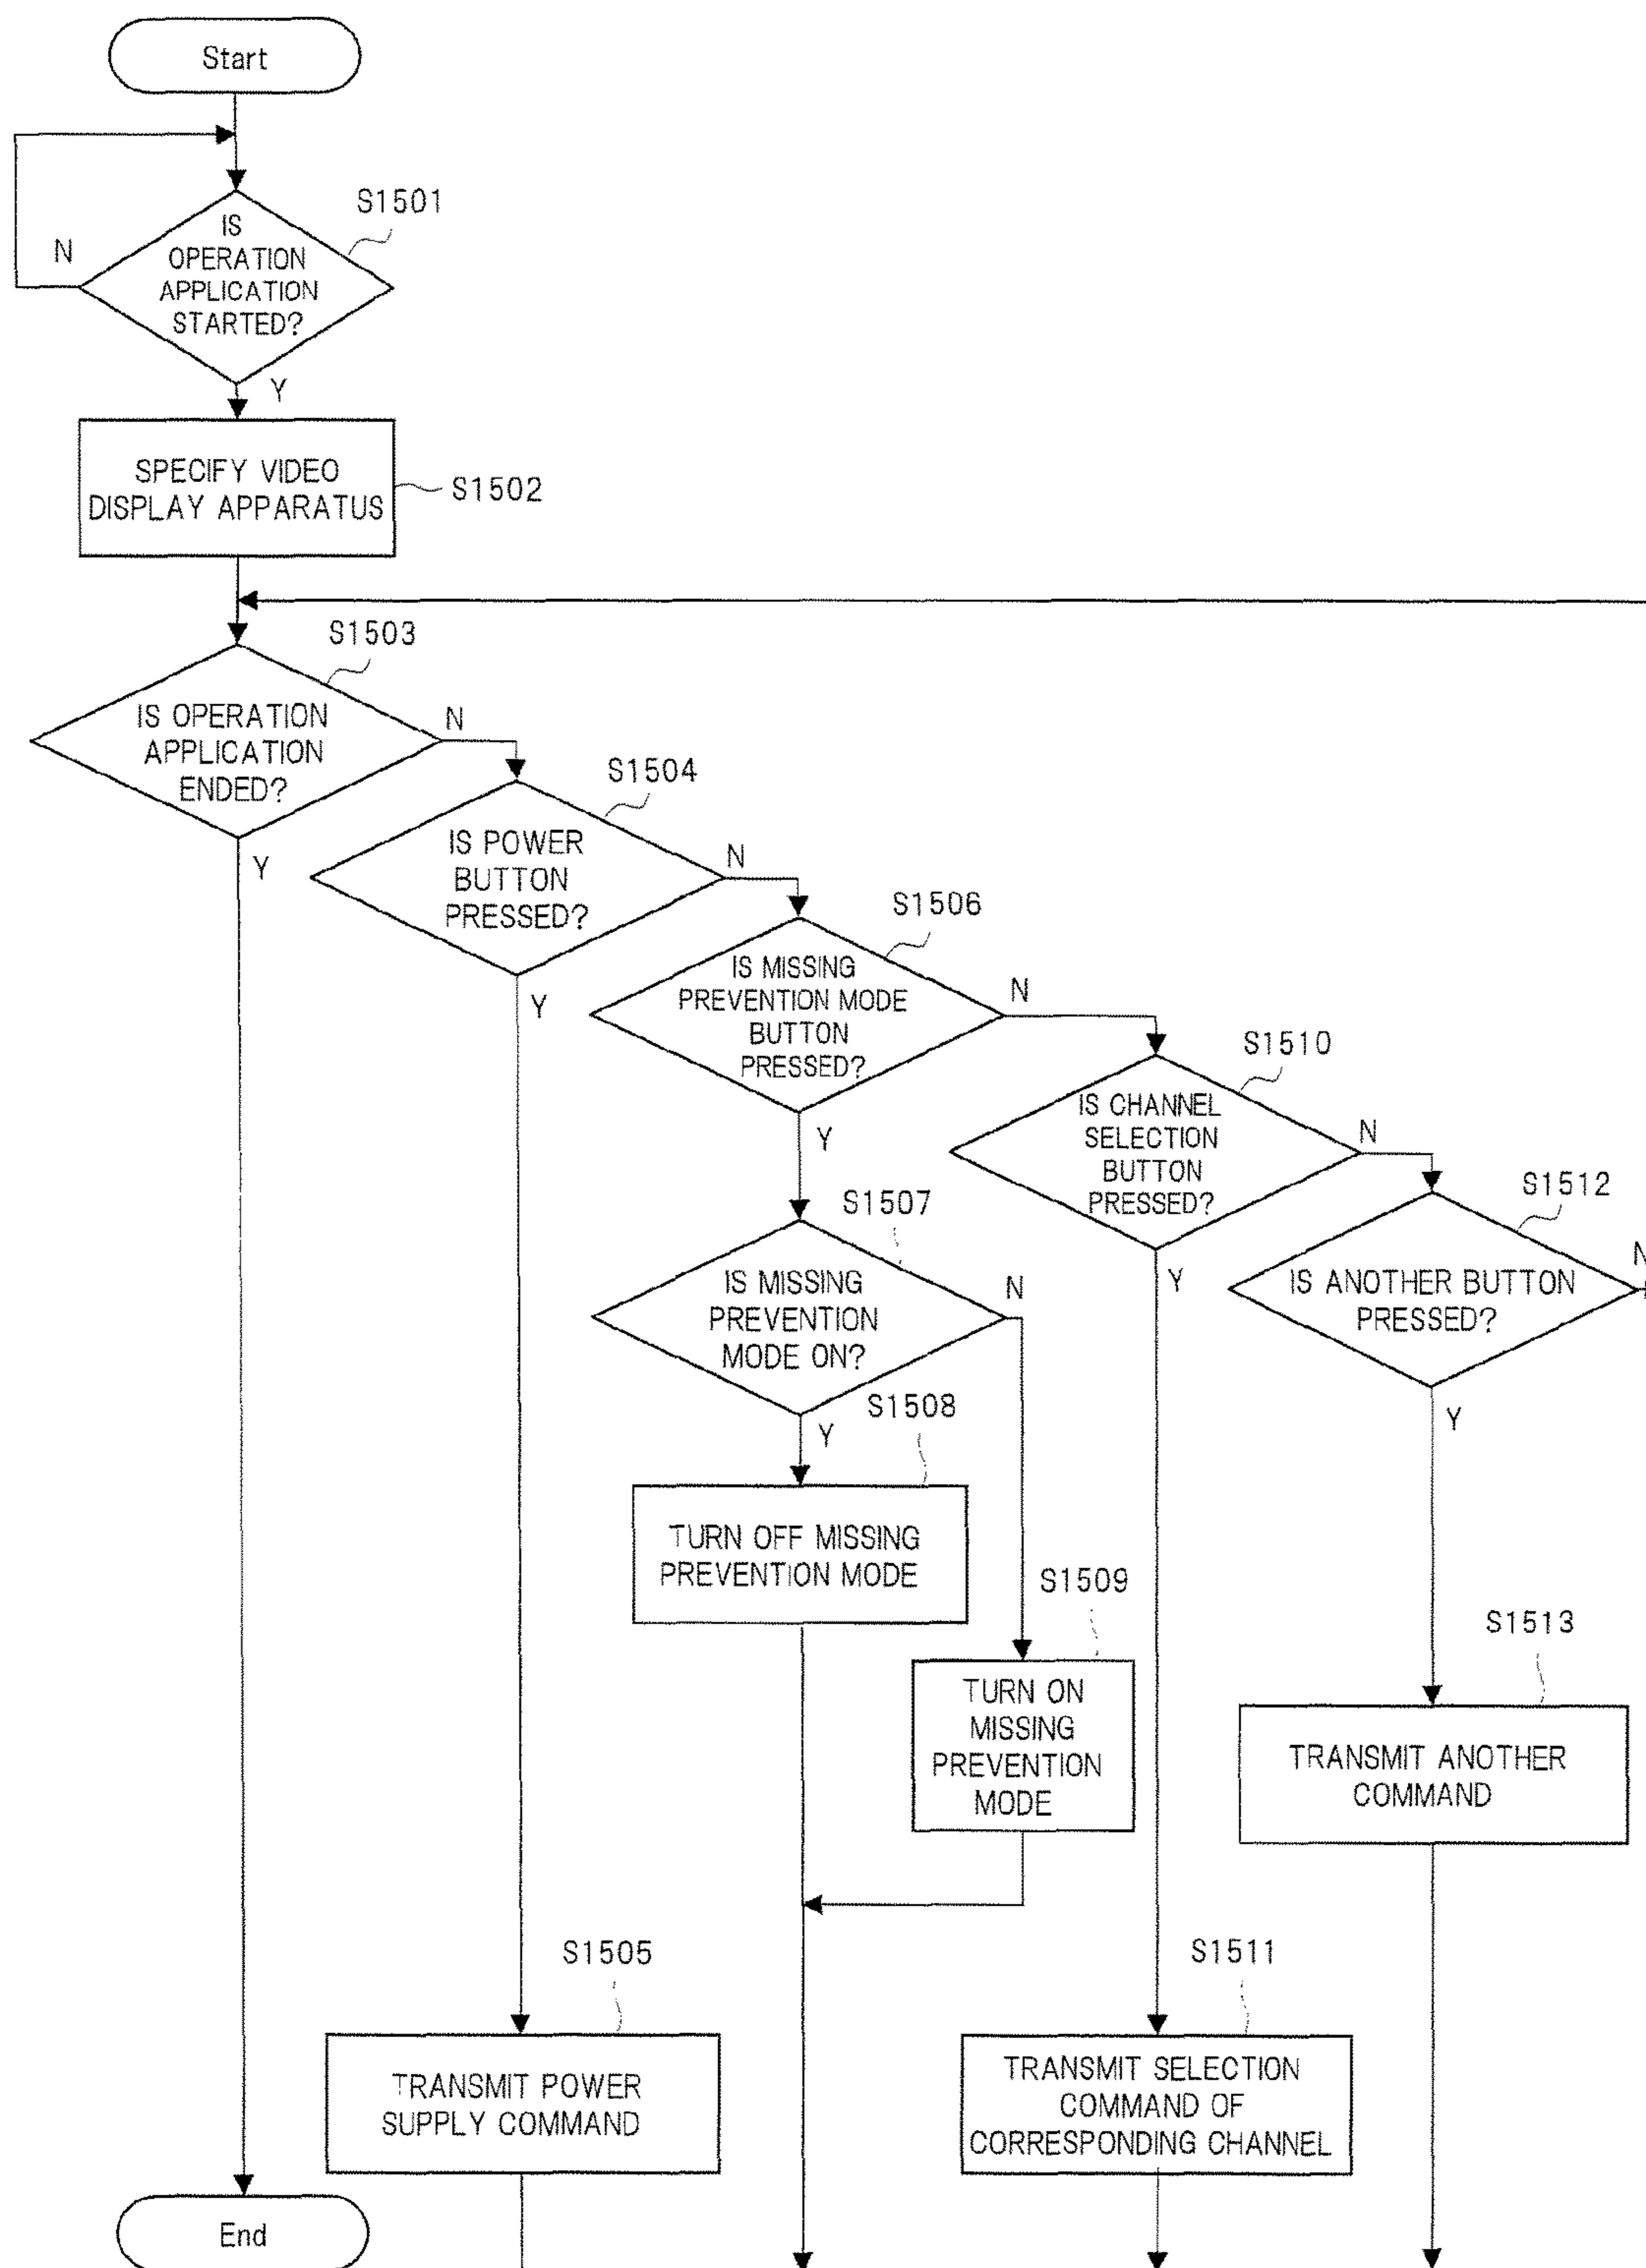 Start
S1501
IS
OPERATION
APPLICATION
STARTED?
N
Y
SPECIFY VIDEO
DISPLAY APPARATUS
S1502
S1503
IS OPERATION
APPLICATION
ENDED?
N
Y
S1504
IS POWER
BUTTON
PRESSED?
N
Y
S1506
IS MISSING
PREVENTION MODE
BUTTON
PRESSED?
N
Y
S1510
IS CHANNEL
SELECTION
BUTTON
PRESSED?
N
Y
S1512
IS ANOTHER BUTTON
PRESSED?
N
Y
S1507
IS MISSING
PREVENTION
MODE ON?
N
Y
S1508
TURN OFF MISSING
PREVENTION MODE
S1509
TURN ON
MISSING
PREVENTION
MODE
S1513
TRANSMIT ANOTHER
COMMAND
S1505
TRANSMIT POWER
SUPPLY COMMAND
S1511
TRANSMIT SELECTION
COMMAND OF
CORRESPONDING CHANNEL
End